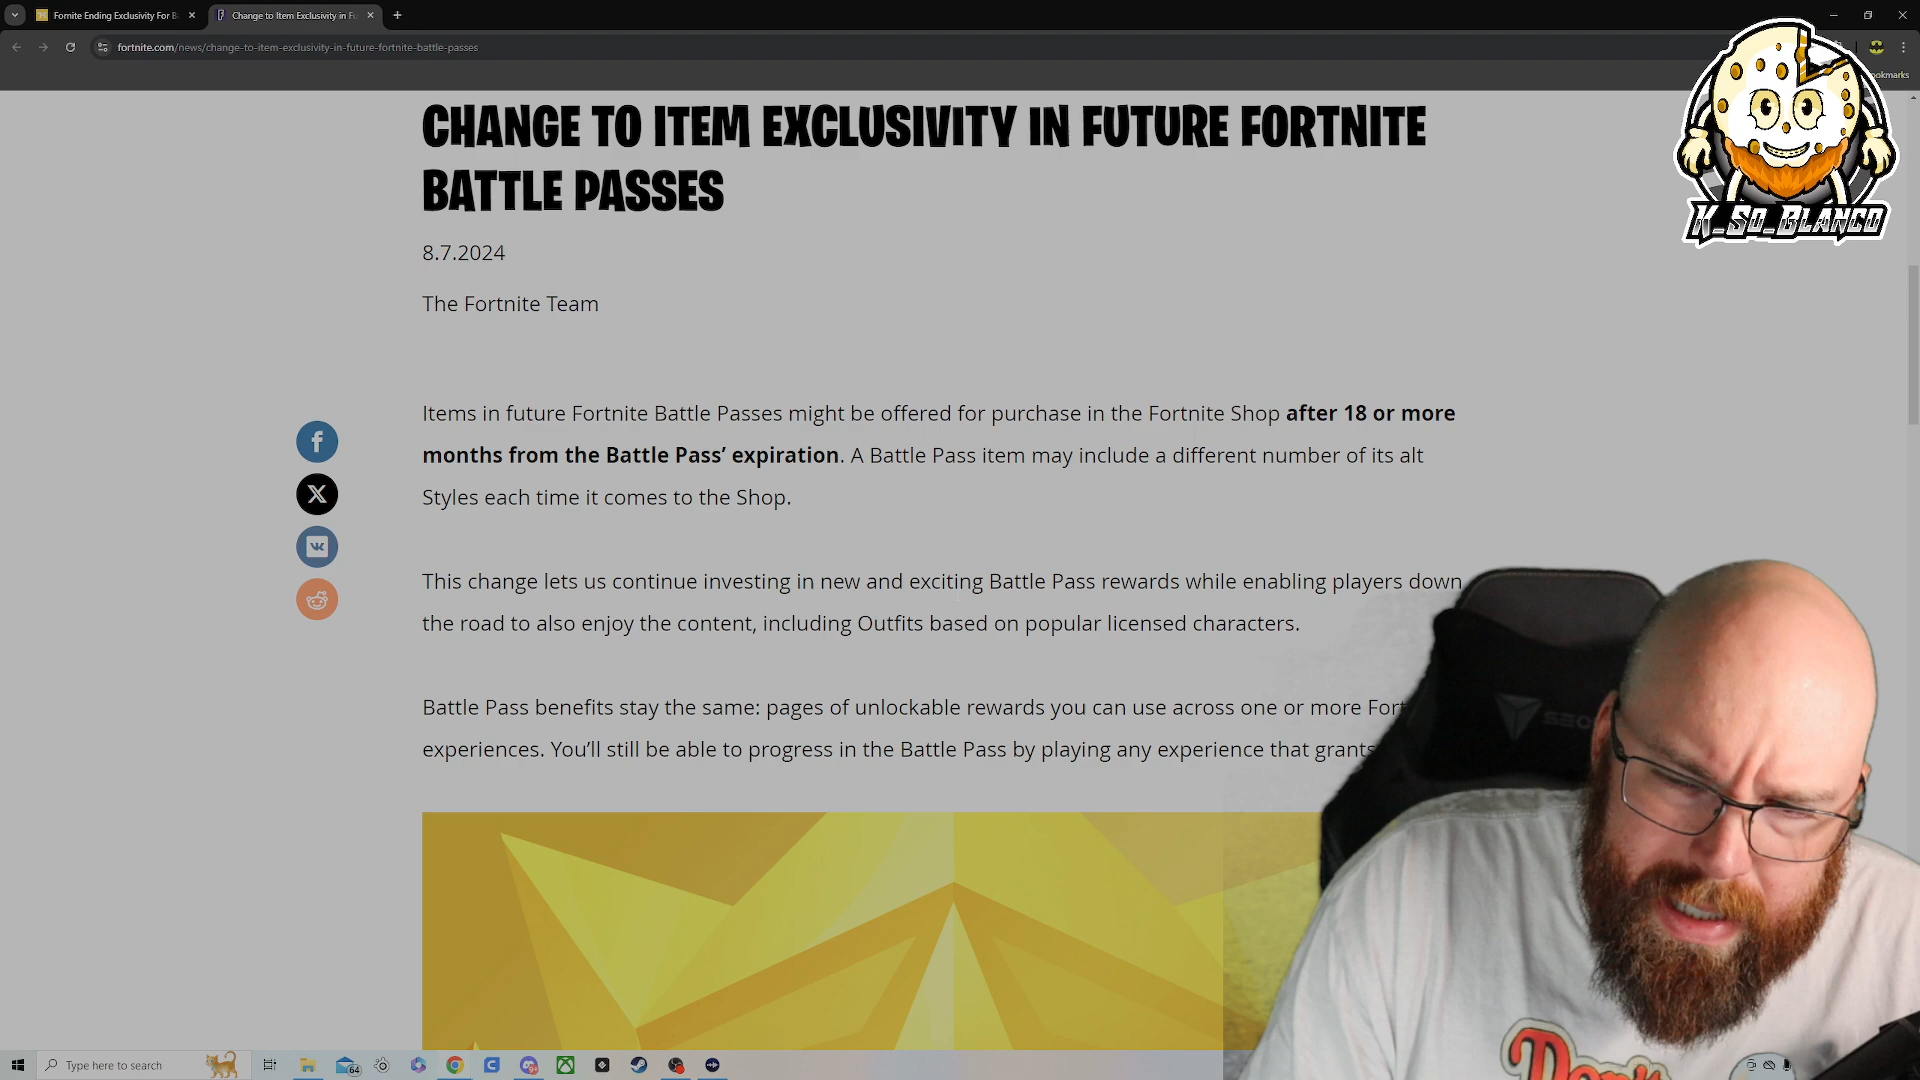 Fornite Ending Exclusivity For B
Change to Item Exclusivity in Fu
fortnite.com/news/change-to-item-exclusivity-in-future-fortnite-battle-passes
CHANGE TO ITEM EXCLUSIVITY IN FUTURE FORTNITE
BATTLE PASSES
K_So_Blanco
8.7.2024
The Fortnite Team
Items in future Fortnite Battle Passes might be offered for purchase in the Fortnite Shop after 18 or more
months from the Battle Pass’ expiration. A Battle Pass item may include a different number of its alt
Styles each time it comes to the Shop.
This change lets us continue investing in new and exciting Battle Pass rewards while enabling players down
the road to also enjoy the content, including Outfits based on popular licensed characters.
Battle Pass benefits stay the same: pages of unlockable rewards you can use across one or more Fort
experiences. You’ll still be able to progress in the Battle Pass by playing any experience that grants
Don't
Type here to search
64